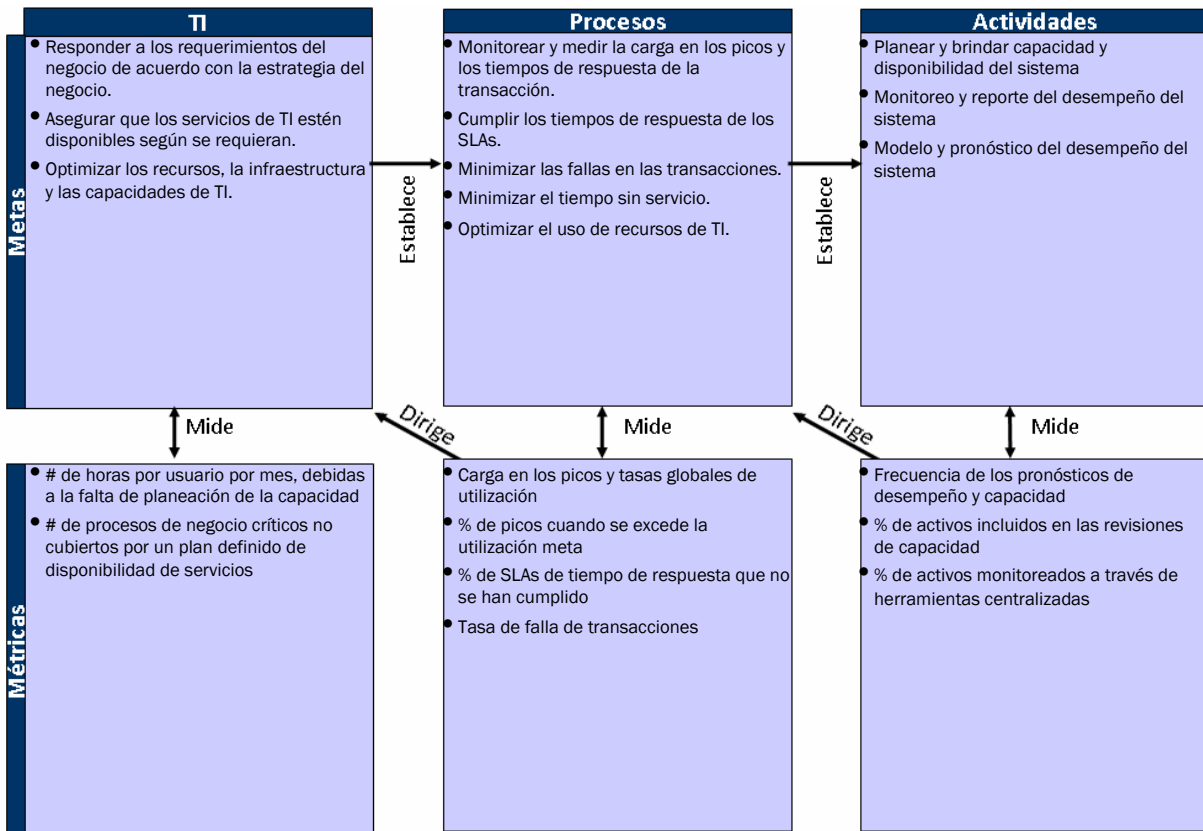 TI
Procesos
Actividades
Metas
• Responder a los requerimientos del
negocio de acuerdo con la estrategia del
negocio.
• Asegurar que los servicios de TI estén
disponibles según se requieran.
• Optimizar los recursos, la infraestructura
y las capacidades de TI.
Establece
• Monitorear y medir la carga en los picos y
los tiempos de respuesta de la
transacción.
• Cumplir los tiempos de respuesta de los
SLAs.
• Minimizar las fallas en las transacciones.
• Minimizar el tiempo sin servicio.
• Optimizar el uso de recursos de TI.
Establece
• Planear y brindar capacidad y
disponibilidad del sistema
• Monitoreo y reporte del desempeño del
sistema
• Modelo y pronóstico del desempeño del
sistema
Mide
Dirige
Mide
Dirige
Mide
Métricas
• # de horas por usuario por mes, debidas
a la falta de planeación de la capacidad
• # de procesos de negocio críticos no
cubiertos por un plan definido de
disponibilidad de servicios
• Carga en los picos y tasas globales de
utilización
• % de picos cuando se excede la
utilización meta
• % de SLAs de tiempo de respuesta que no
se han cumplido
• Tasa de falla de transacciones
• Frecuencia de los pronósticos de
desempeño y capacidad
• % de activos incluidos en las revisiones
de capacidad
• % de activos monitoreados a través de
herramientas centralizadas